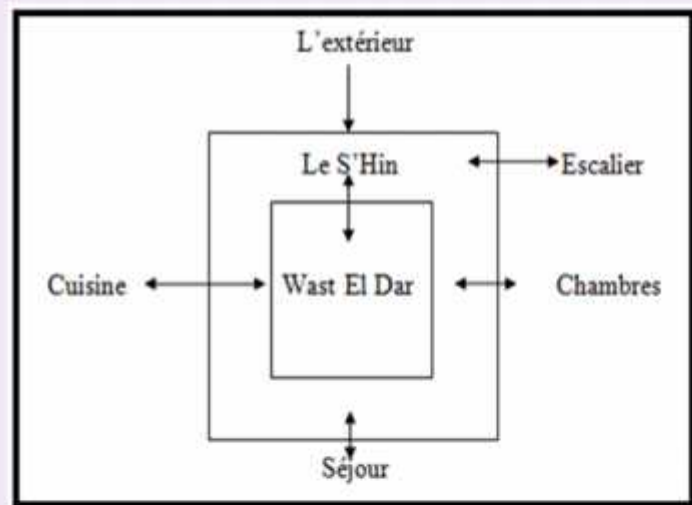 L'extérieur
Le S'Hin
Escalier
Cuisine
Wast El Dar
Chambres
Séjour